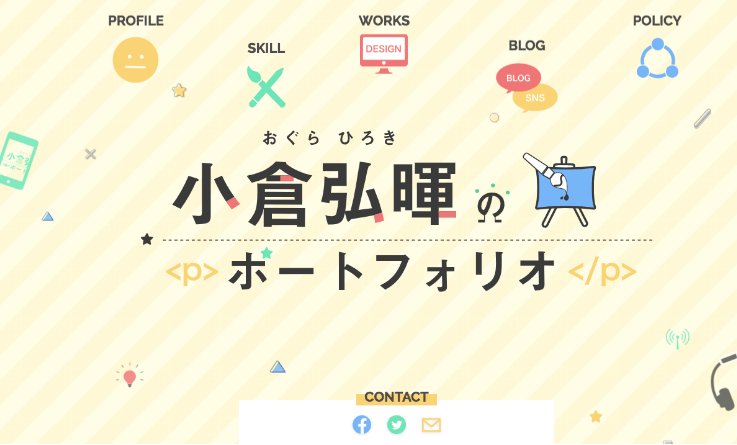 PROFILE
SKILL
WORKS
BLOG
POLICY
DESIGN
BLOG
SNS
おぐら ひろき
小倉弘暉の
<p>ポートフォリオ</p>
CONTACT